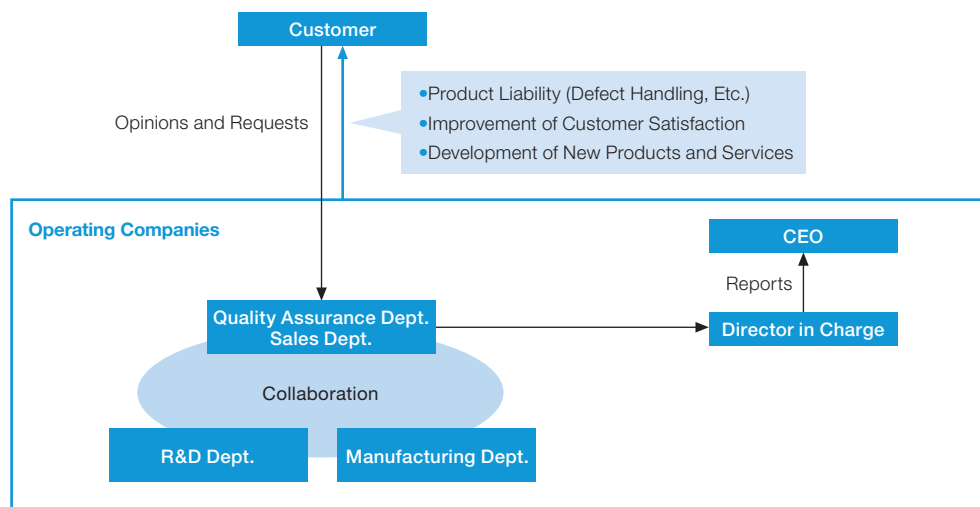 Customer
•Product Liability (Defect Handling, Etc.)
•Improvement of Customer Satisfaction
•Development of New Products and Services
Opinions and Requests
Operating Companies
CEO
Reports
Quality Assurance Dept.
Sales Dept.
Director in Charge
Collaboration
R&D Dept.
Manufacturing Dept.